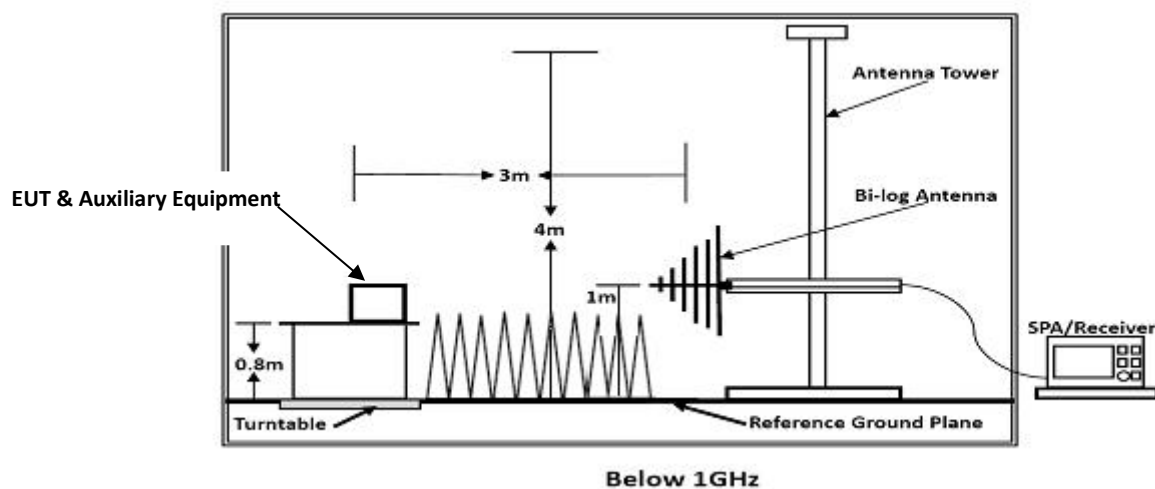 Antenna Tower
3m
EUT & Auxiliary Equipment
Bi-log Antenna
4m
1m
SPA/Receiver
0.8m
Turntable
Reference Ground Plane
Below 1GHz